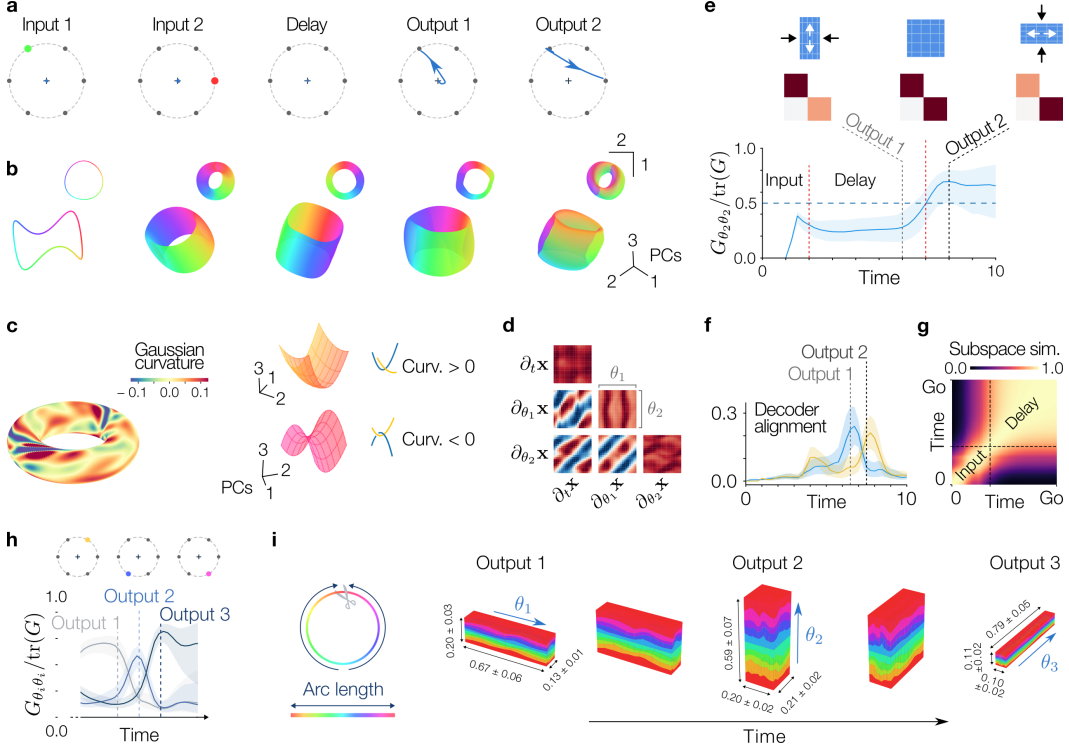 a
Input 1
Input 2
Delay
Output 1
Output 2
b
2
1
3
PCs
2
1
c
Gaussian
curvature
−0.1
0.0
0.1
3
1
2
Curv. > 0
3
2
PCs
1
Curv. < 0
d
∂ₜx
θ₁
∂θ₁x
θ₂
∂θ₂x
∂ₜx
∂θ₁x
∂θ₂x
e
Output 1
Output 2
Gθ₂θ₂/tr(G)
1.0
Input
Delay
0.5
0.0
0
10
Time
f
Output 2
Output 1
0.3
Decoder
alignment
0.0
0
10
Time
g
Subspace sim.
0.0
1.0
Go
Time
Delay
Input
0
0
Go
Time
h
1.0
Output 2
Output 3
Output 1
Gθᵢθᵢ/tr(G)
0.0
Time
i
Arc length
Output 1
θ₁
0.20 ± 0.03
0.67 ± 0.06
0.13 ± 0.01
Output 2
0.59 ± 0.07
θ₂
0.20 ± 0.02
0.21 ± 0.02
Output 3
0.79 ± 0.05
0.11
±0.02
0.10
±0.02
θ₃
Time